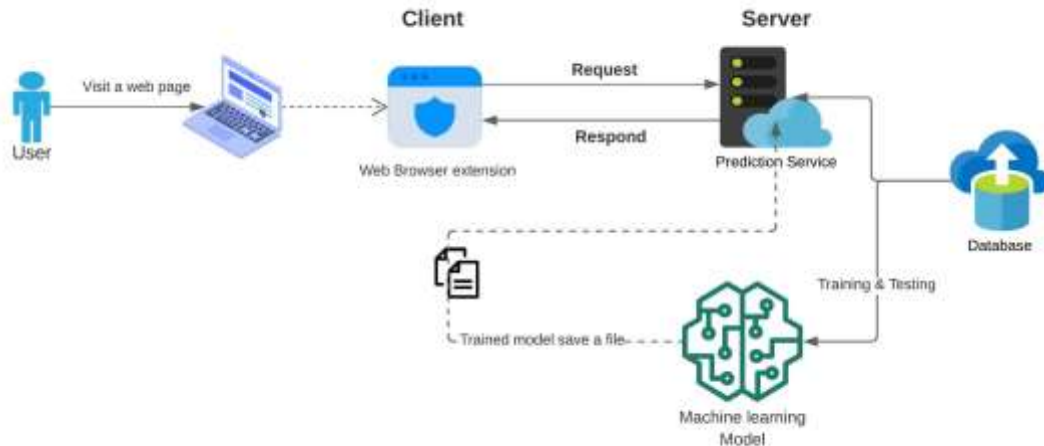 Client
Server
Visit a web page
Request
Respond
User
Web Browser extension
Prediction Service
Database
Training & Testing
Trained model save a file
Machine learning
Model